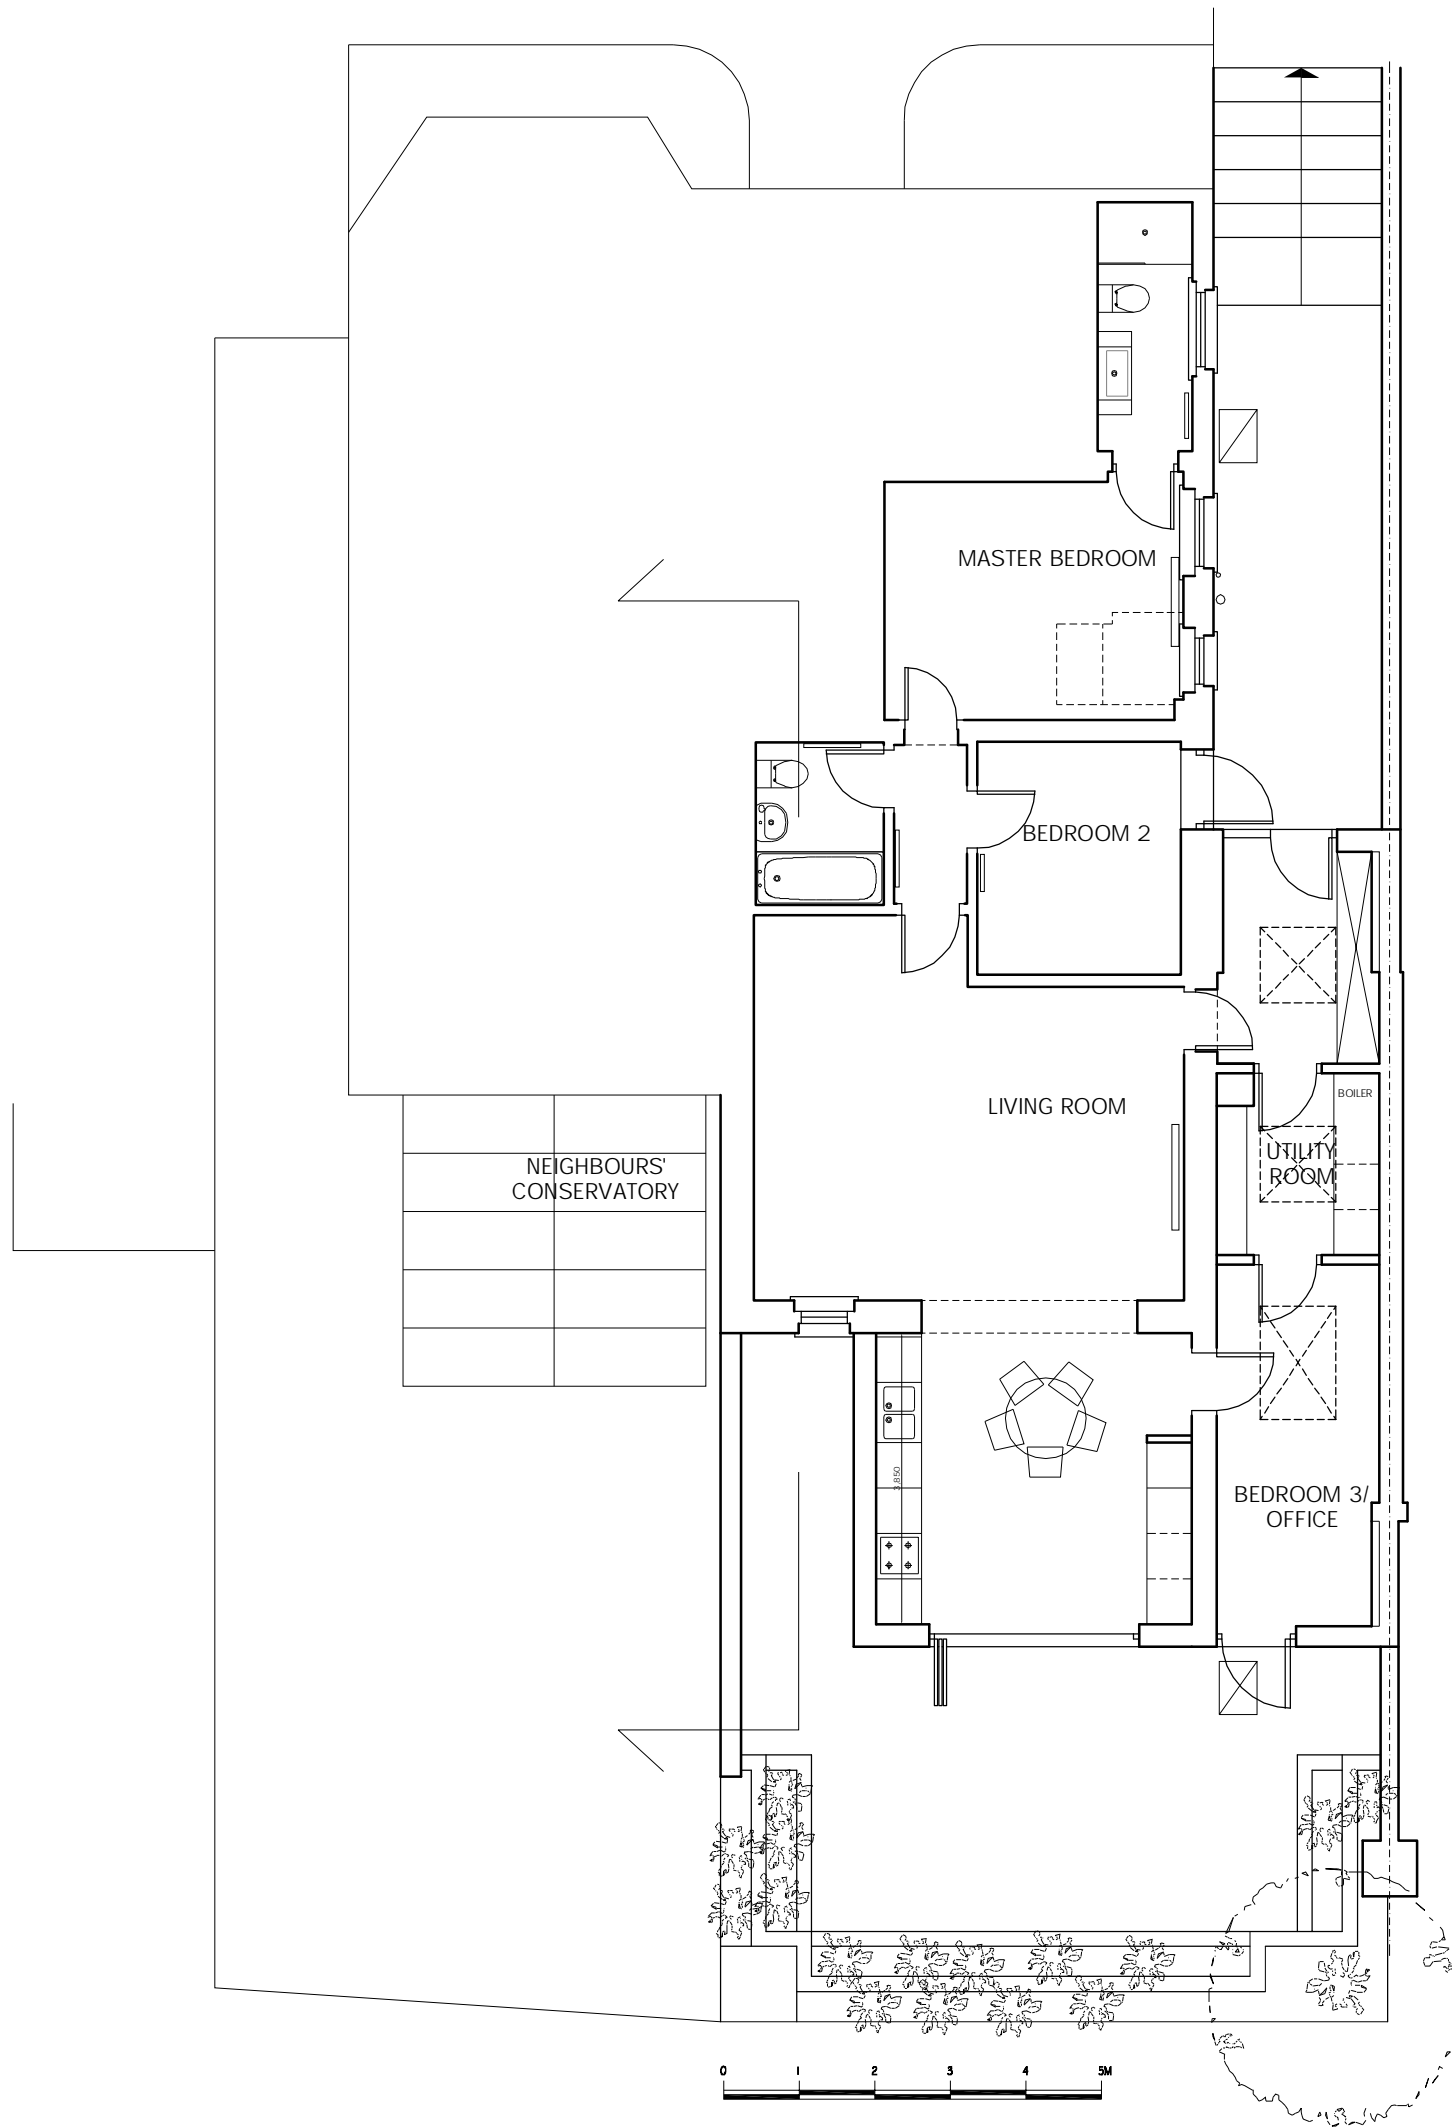 MASTER BEDROOM
BEDROOM 2
BOILER
LIVING ROOM
UTILITY
ROOM
NEIGHBOURS'
CONSERVATORY
3.850
BEDROOM 3/
OFFICE
0 1 2 3 4 5M